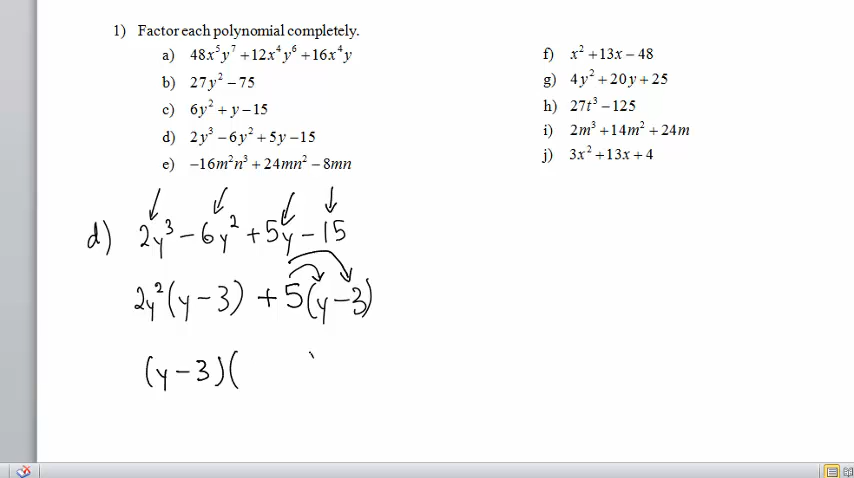 1) Factor each polynomial completely.
a) 48x⁵y⁷ + 12x⁴y⁶ + 16x⁴y
b) 27y² − 75
c) 6y² + y − 15
d) 2y³ − 6y² + 5y − 15
e) −16m²n³ + 24mn² − 8mn
f) x² + 13x − 48
g) 4y² + 20y + 25
h) 27t³ − 125
i) 2m³ + 14m² + 24m
j) 3x² + 13x + 4
d) 2y³ − 6y² + 5y − 15
2y²(y − 3) + 5(y − 3)
(y − 3)(